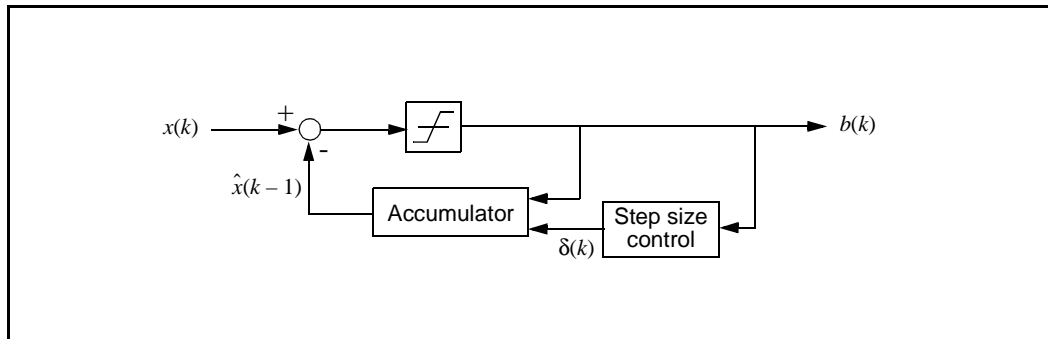 x(k)
+
-
b(k)
x̂(k – 1)
Accumulator
Step size
control
δ(k)